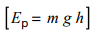 [Eₚ = m g h]